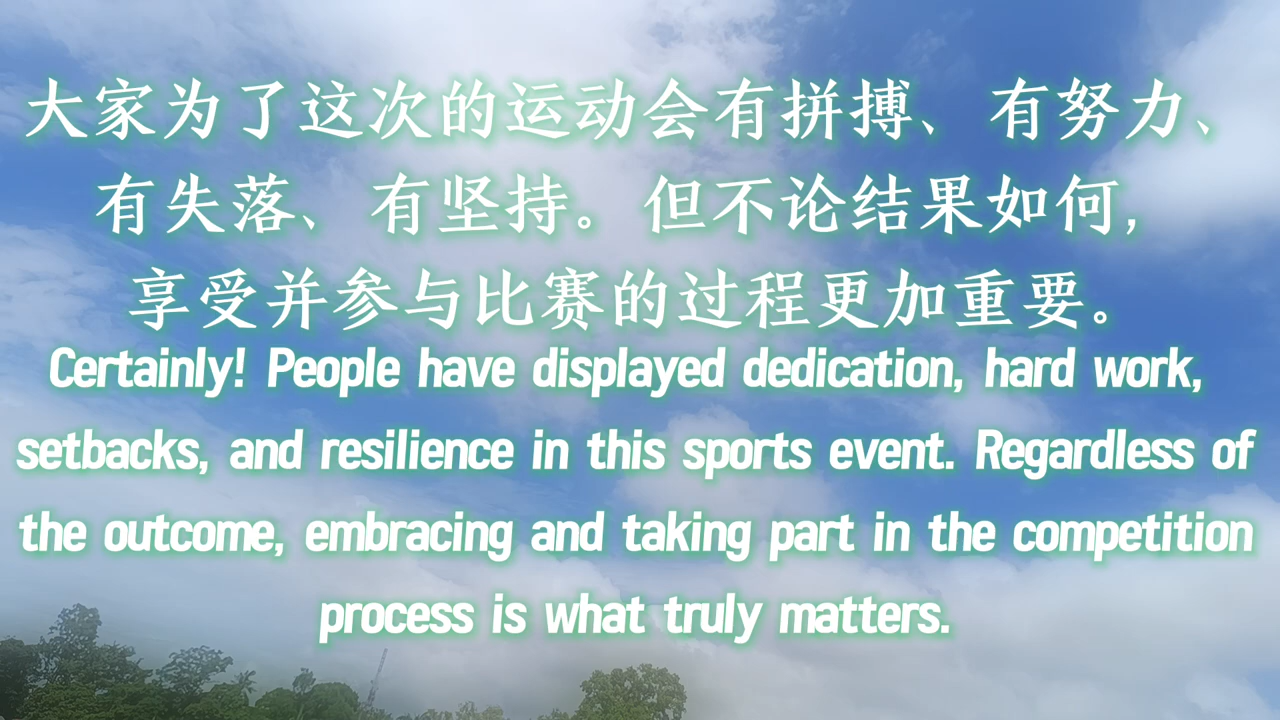 大家为了这次的运动会有拼搏、有努力、
有失落、有坚持。但不论结果如何，
享受并参与比赛的过程更加重要。
Certainly! People have displayed dedication, hard work,
setbacks, and resilience in this sports event. Regardless of
the outcome, embracing and taking part in the competition
process is what truly matters.